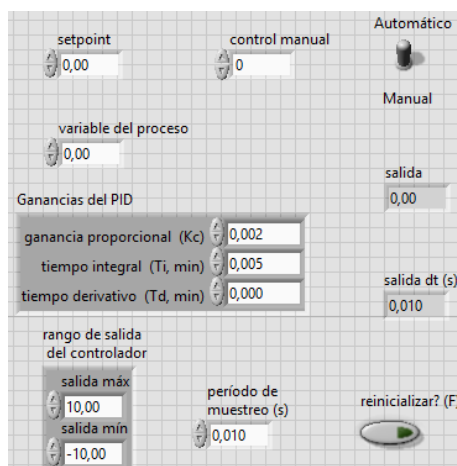 Automático
setpoint
control manual
0,00
0
Manual
variable del proceso
0,00
salida
0,00
Ganancias del PID
ganancia proporcional (Kc)
0,002
tiempo integral (Ti, min)
0,005
tiempo derivativo (Td, min)
0,000
salida dt (s)
0,010
rango de salida
del controlador
salida máx
10,00
salida mín
-10,00
período de
muestreo (s)
0,010
reinicializar? (F)